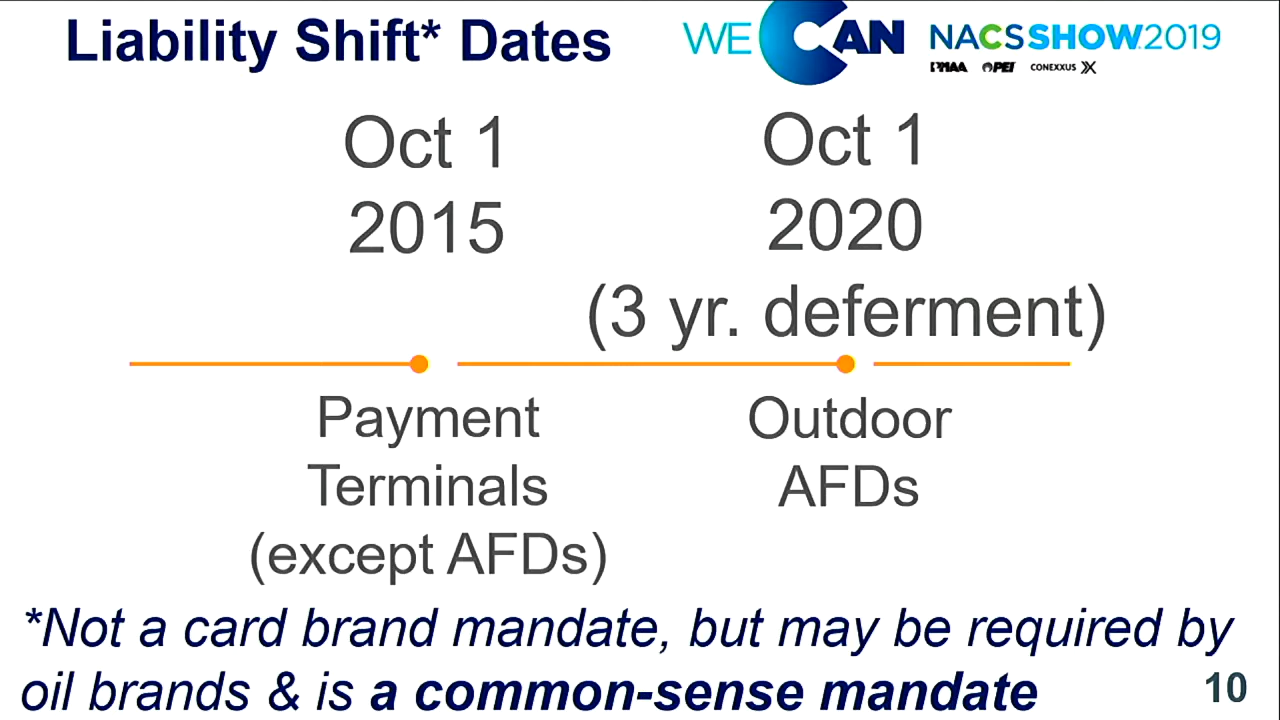 Liability Shift* Dates
WE CAN
NACSSHOW2019
PMAA PEI CONEXXUS
Oct 1
2015
Oct 1
2020
(3 yr. deferment)
Payment
Terminals
(except AFDs)
Outdoor
AFDs
*Not a card brand mandate, but may be required by
oil brands & is a common-sense mandate
10